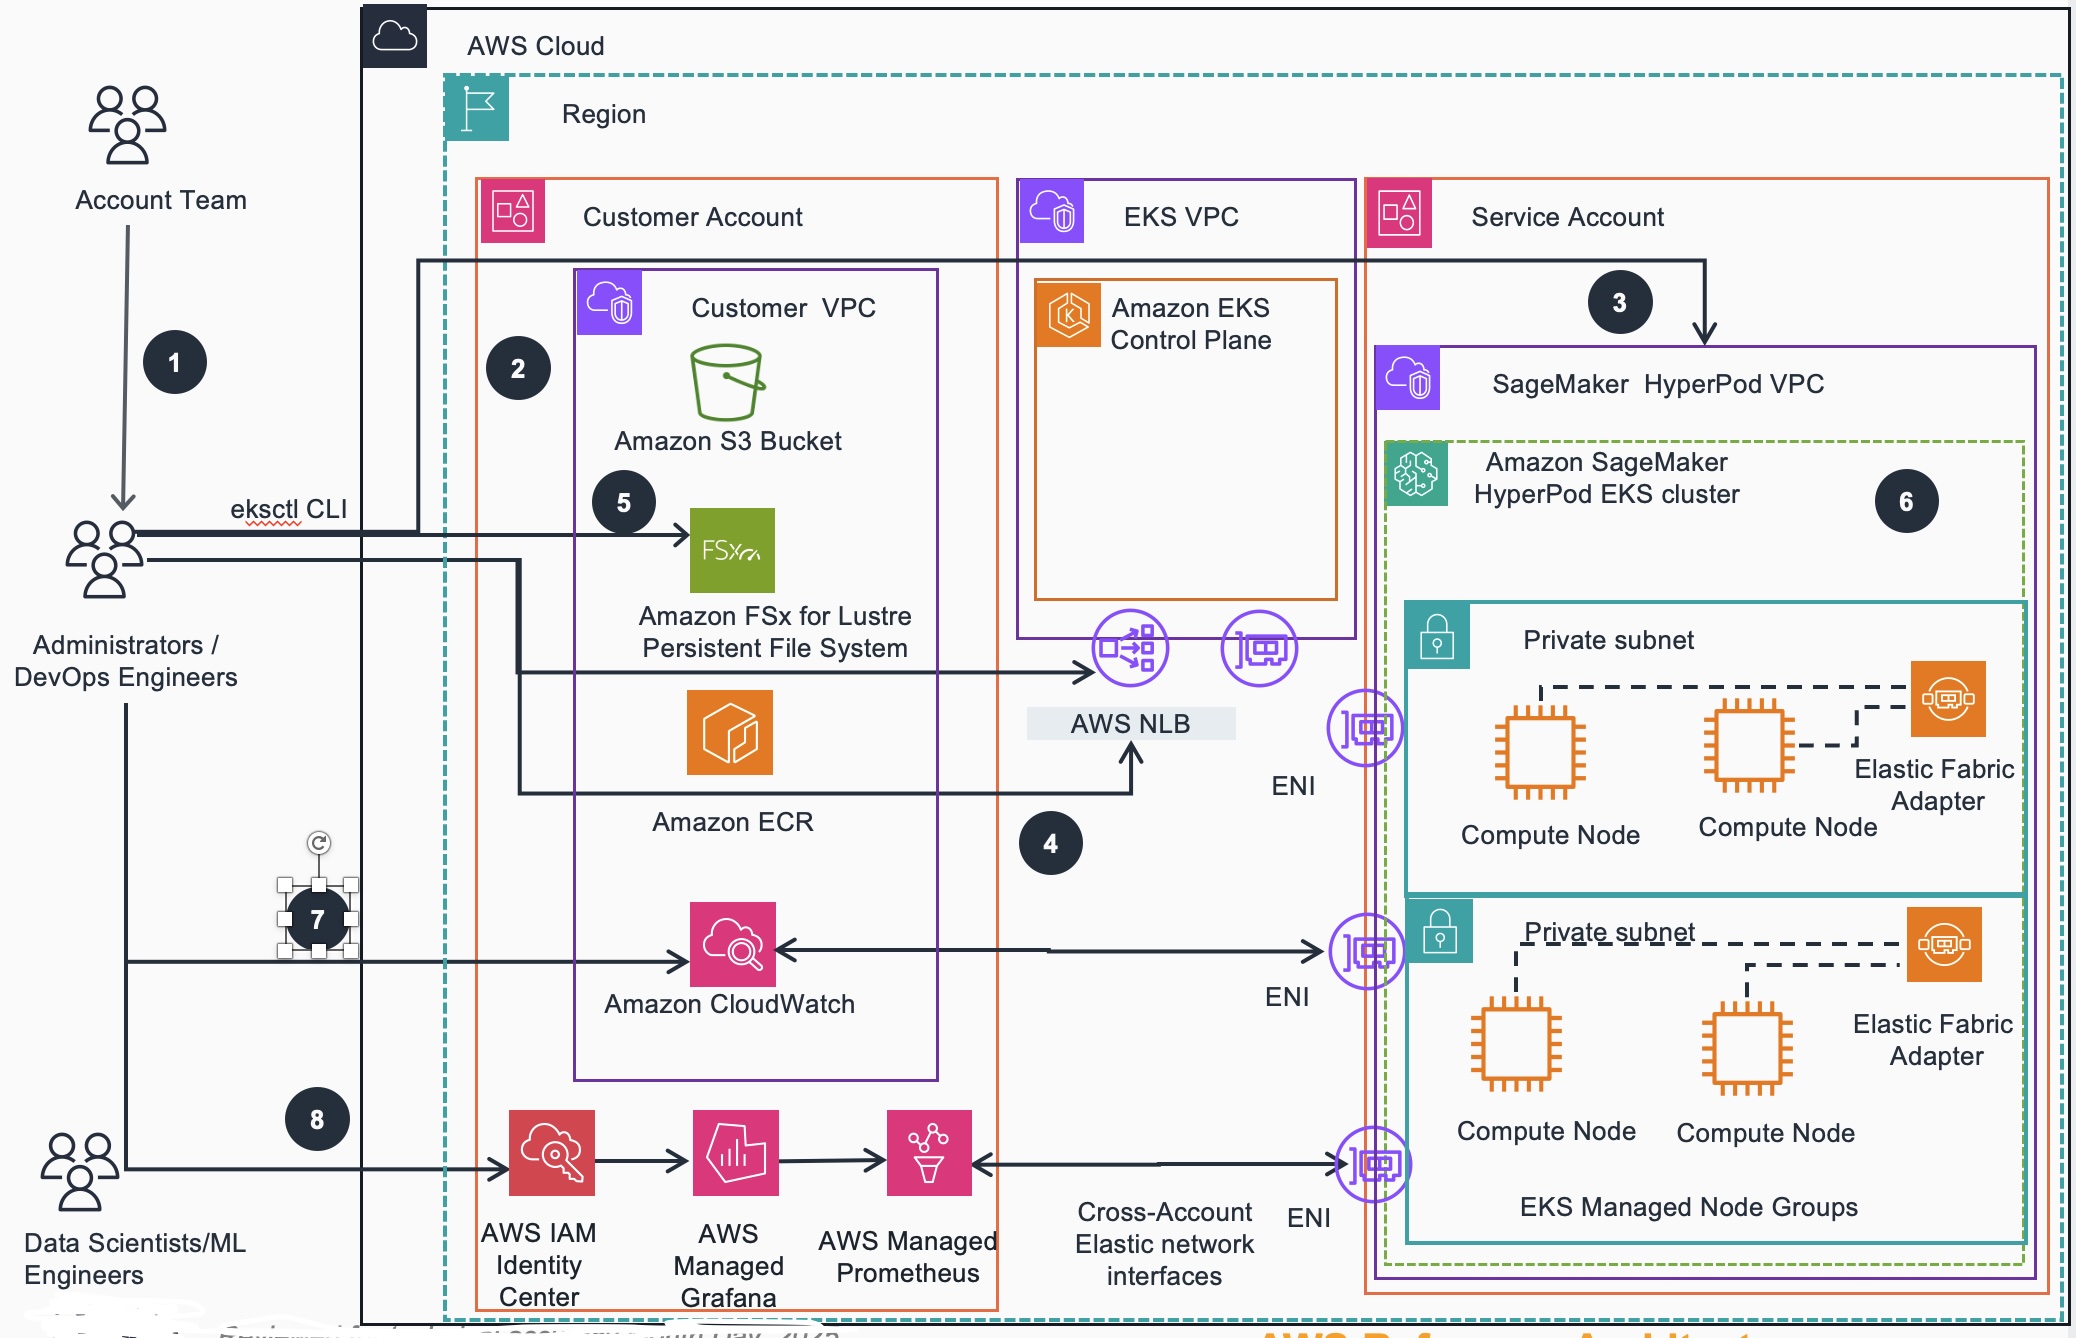 AWS Cloud
Region
Account Team
Customer Account
EKS VPC
Service Account
1
2
3
Customer  VPC
Amazon EKS
Control Plane
SageMaker  HyperPod VPC
Amazon S3 Bucket
Amazon SageMaker
HyperPod EKS cluster
eksctl CLI
5
6
FSx
Amazon FSx for Lustre
Persistent File System
Administrators /
DevOps Engineers
Private subnet
AWS NLB
ENI
Elastic Fabric
Adapter
Compute Node
Compute Node
Amazon ECR
4
7
Private subnet
Amazon CloudWatch
ENI
Elastic Fabric
Adapter
Compute Node
Compute Node
8
EKS Managed Node Groups
Data Scientists/ML
Engineers
AWS IAM
Identity
Center
AWS
Managed
Grafana
AWS Managed
Prometheus
Cross-Account
Elastic network
interfaces
ENI
2025
AWS Reference Architect